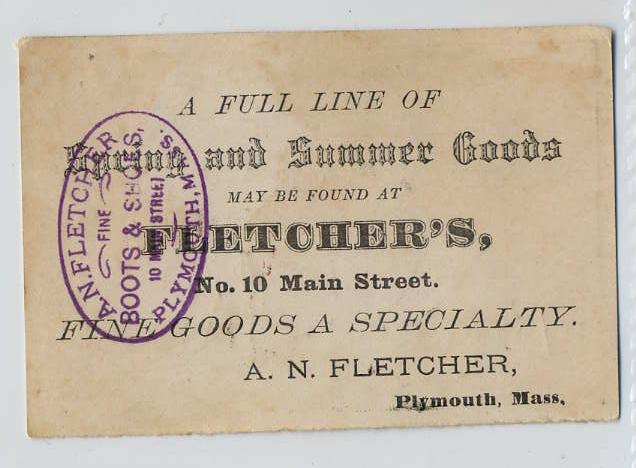 A FULL LINE OF
Spring and Summer Goods
MAY BE FOUND AT
FLETCHER'S,
No. 10 Main Street.
FINE GOODS A SPECIALTY.
A. N. FLETCHER,
Plymouth, Mass.
A.N. FLETCHER
FINE
BOOTS & SHOES,
10 MAIN STREET
PLYMOUTH, MASS.